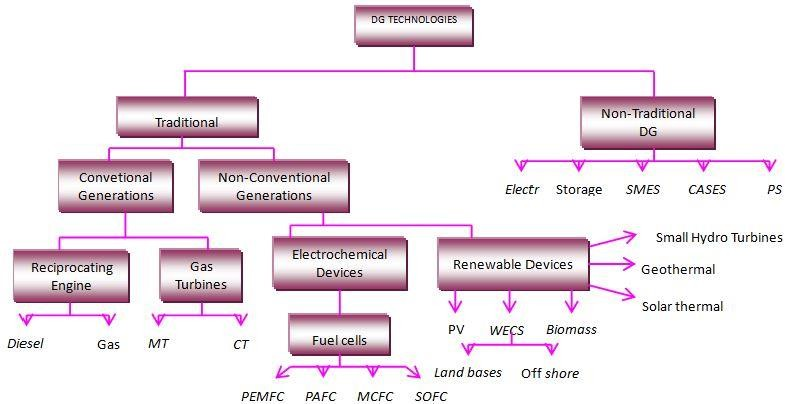 DG TECHNOLOGIES
Traditional
Non-Traditional
DG
Convetional
Generations
Non-Conventional
Generations
Electr
Storage
SMES
CASES
PS
Reciprocating
Engine
Gas
Turbines
Electrochemical
Devices
Renewable Devices
Small Hydro Turbines
Geothermal
Solar thermal
Diesel
Gas
MT
CT
Fuel cells
PV
WECS
Biomass
Land bases
Off shore
PEMFC
PAFC
MCFC
SOFC